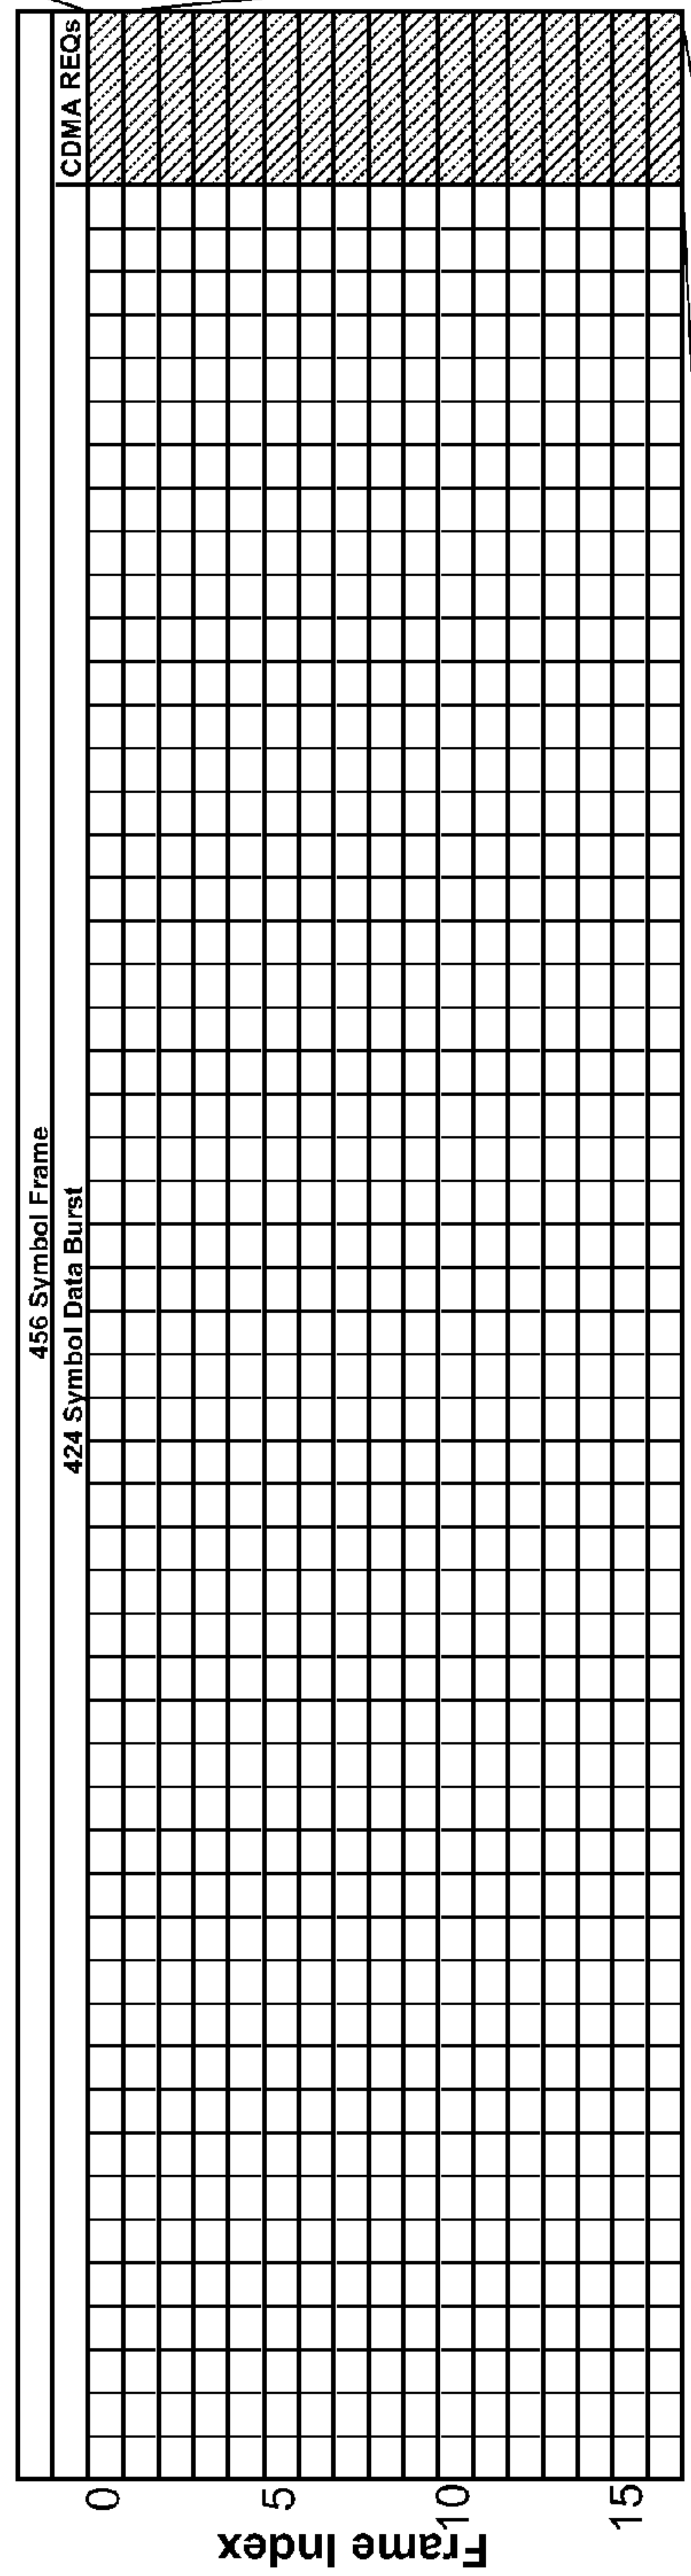 456 Symbol Frame
424 Symbol Data Burst
CDMA REQs
0
5
10
15
Frame Index